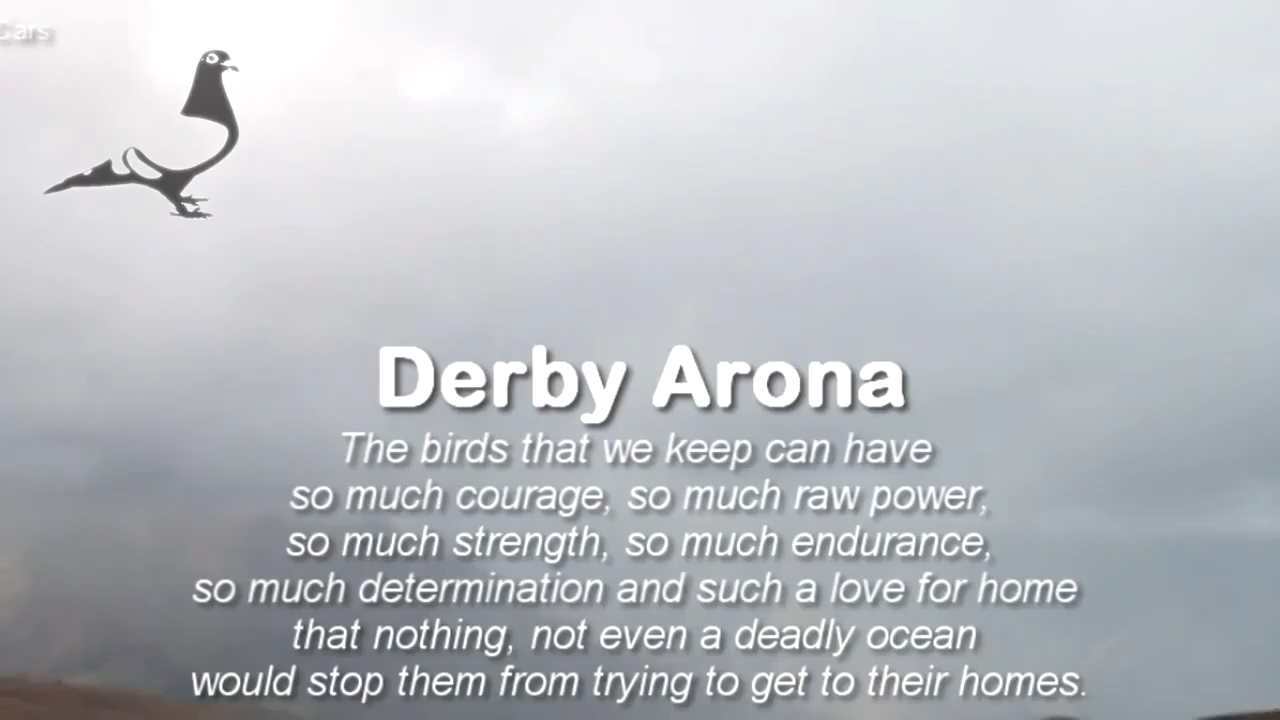 Cars
Derby Arona
The birds that we keep can have
so much courage, so much raw power,
so much strength, so much endurance,
so much determination and such a love for home
that nothing, not even a deadly ocean
would stop them from trying to get to their homes.